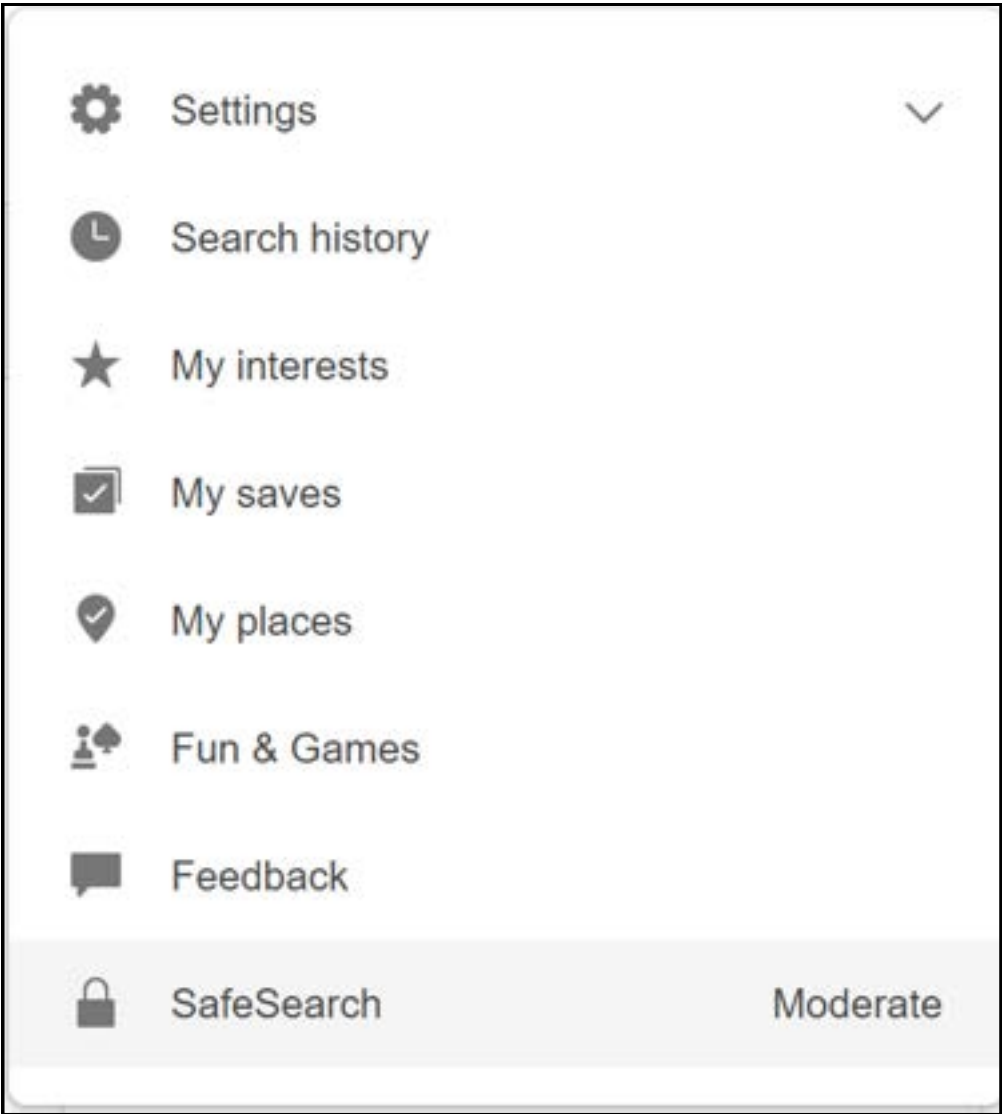 Settings
Search history
My interests
My saves
My places
Fun & Games
Feedback
SafeSearch Moderate